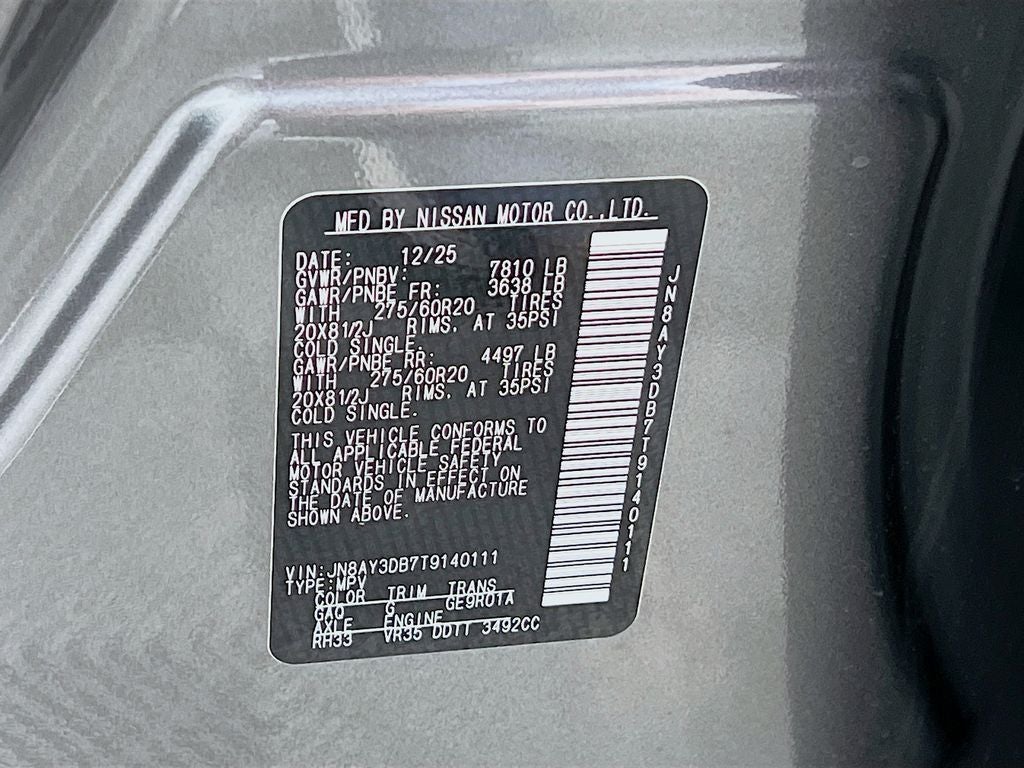 MFD BY NISSAN MOTOR CO.,LTD.
DATE: 12/25
GVWR/PNBV: 7810 LB
GAWR/PNBE FR: 3638 LB
WITH 275/60R20 TIRES
20X81/2J RIMS, AT 35PSI
COLD SINGLE.
GAWR/PNBE RR: 4497 LB
WITH 275/60R20 TIRES
20X81/2J RIMS, AT 35PSI
COLD SINGLE.
THIS VEHICLE CONFORMS TO
ALL APPLICABLE FEDERAL
MOTOR VEHICLE SAFETY
STANDARDS IN EFFECT ON
THE DATE OF MANUFACTURE
SHOWN ABOVE.
VIN:JN8AY3DB7T9140111
TYPE:MPV
COLOR TRIM TRANS
GAQ G GE9R01A
AXLE ENGINE
RH33 VR35 DDTT 3492CC
JN8AY3DB7T9140111